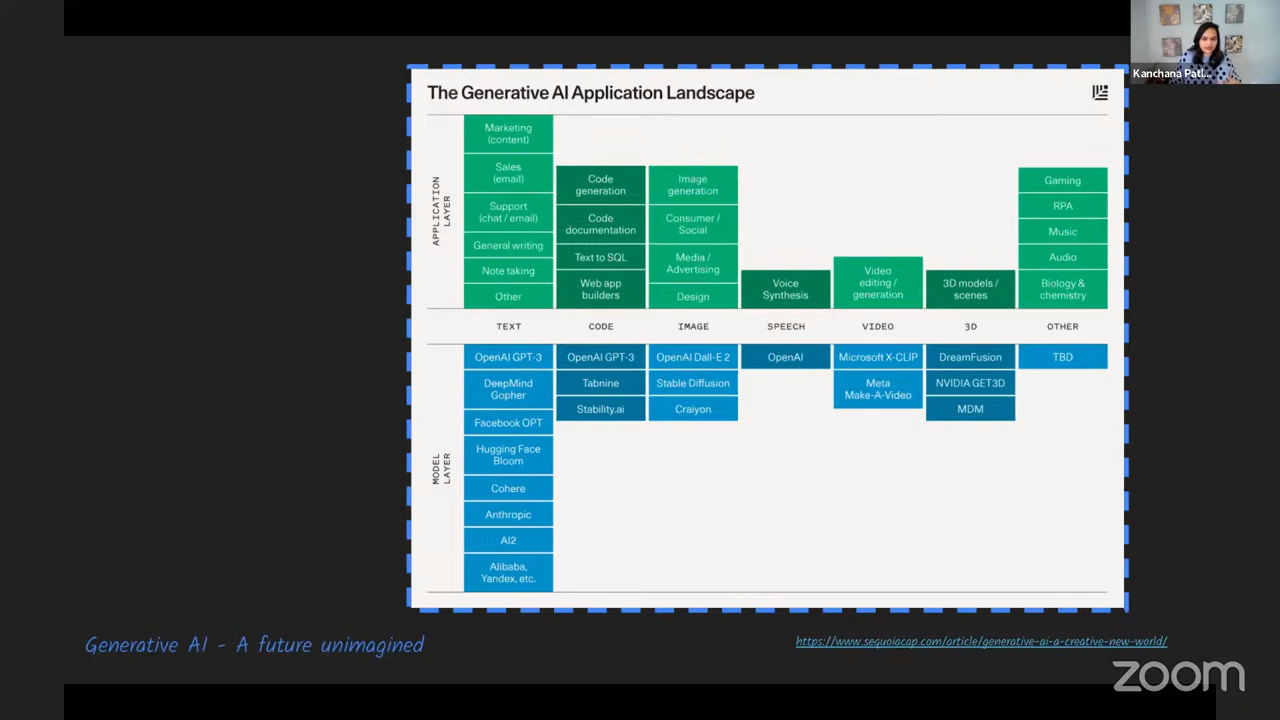 Kanchana Patl...
The Generative AI Application Landscape
APPLICATION
LAYER
Marketing
(content)
Sales
(email)
Support
(chat / email)
General writing
Note taking
Other
Code
generation
Code
documentation
Text to SQL
Web app
builders
Image
generation
Consumer /
Social
Media /
Advertising
Design
Voice
Synthesis
Video
editing /
generation
3D models /
scenes
Gaming
RPA
Music
Audio
Biology &
chemistry
TEXT
CODE
IMAGE
SPEECH
VIDEO
3D
OTHER
MODEL
LAYER
OpenAI GPT-3
DeepMind
Gopher
Facebook OPT
Hugging Face
Bloom
Cohere
Anthropic
AI2
Alibaba,
Yandex, etc.
OpenAI GPT-3
Tabnine
Stability.ai
OpenAI Dall-E 2
Stable Diffusion
Craiyon
OpenAI
Microsoft X-CLIP
Meta
Make-A-Video
DreamFusion
NVIDIA GET3D
MDM
TBD
Generative AI - A future unimagined
https://www.sequoiacap.com/article/generative-ai-a-creative-new-world/
zoom